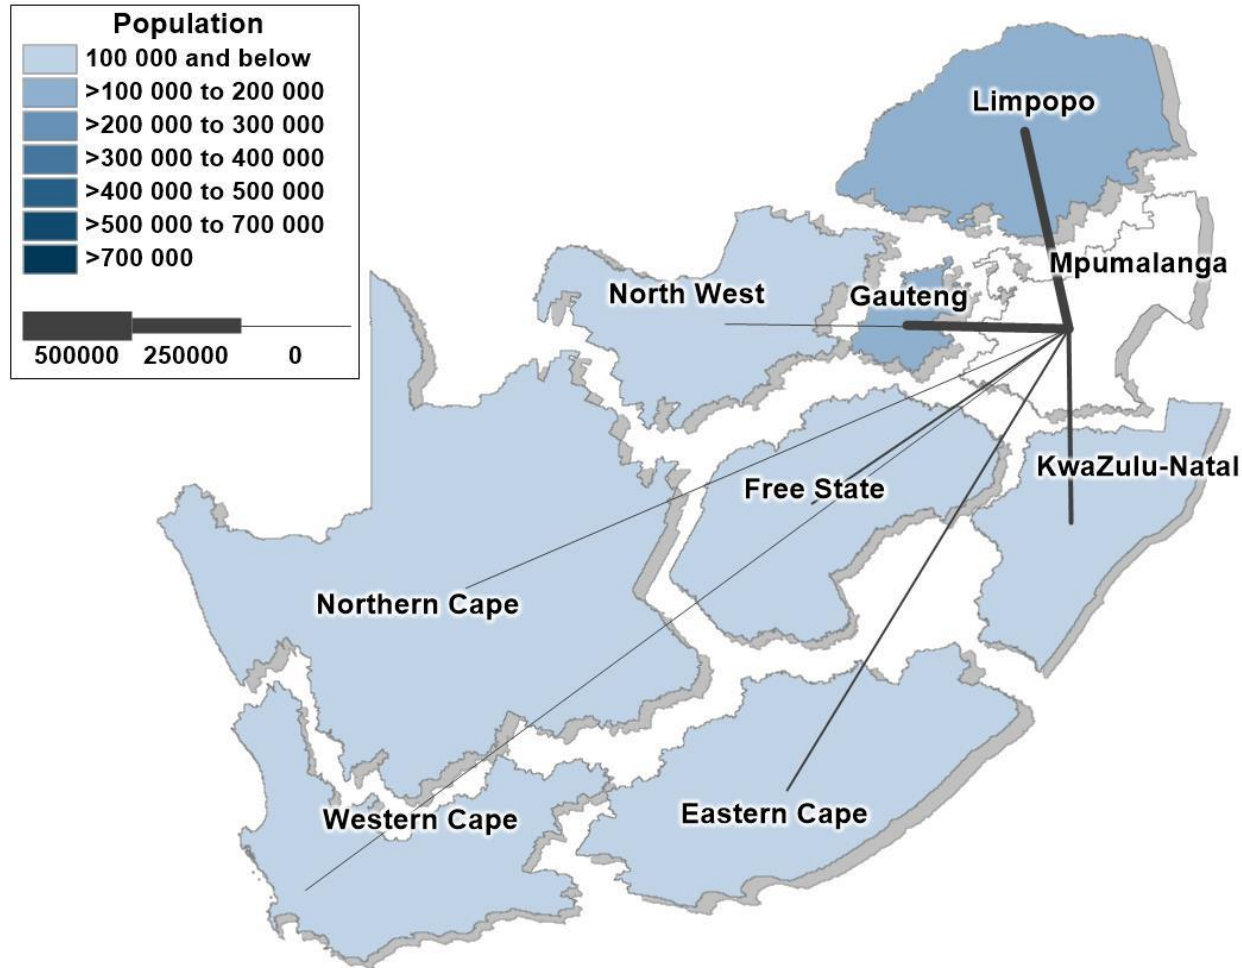 Population
100 000 and below
>100 000 to 200 000
>200 000 to 300 000
>300 000 to 400 000
>400 000 to 500 000
>500 000 to 700 000
>700 000
500000 250000 0
Limpopo
Mpumalanga
North West
Gauteng
KwaZulu-Natal
Free State
Northern Cape
Western Cape
Eastern Cape